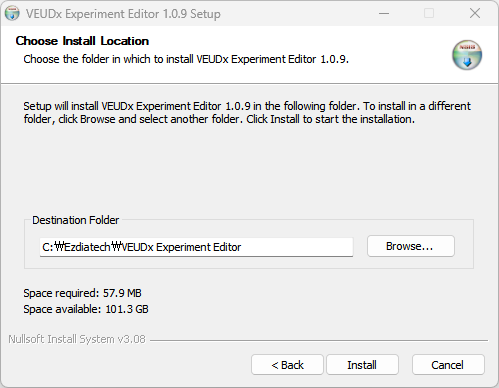 VEUDx Experiment Editor 1.0.9 Setup
Choose Install Location
Choose the folder in which to install VEUDx Experiment Editor 1.0.9.
Setup will install VEUDx Experiment Editor 1.0.9 in the following folder. To install in a different
folder, click Browse and select another folder. Click Install to start the installation.
Destination Folder
C:₩Ezdiatech₩VEUDx Experiment Editor
Browse...
Space required: 57.9 MB
Space available: 101.3 GB
Nullsoft Install System v3.08
< Back
Install
Cancel